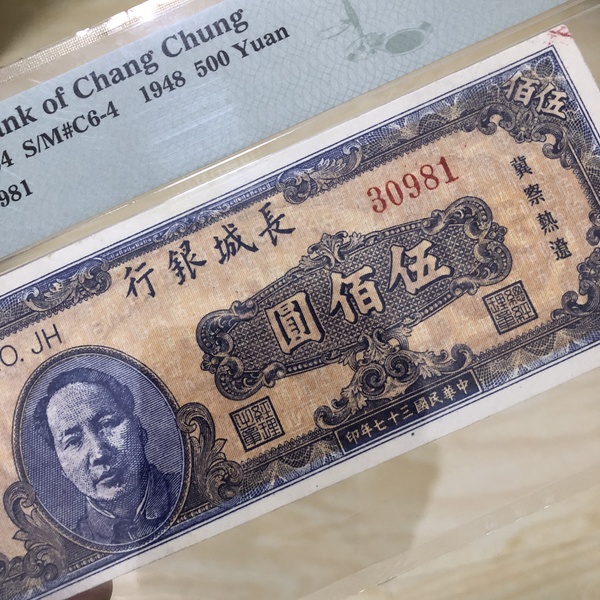 ank of Chang Chung
4 S/M#C6-4 1948 500 Yuan
981
伍佰
30981
冀察熱遼
長城銀行
伍佰圓
O. JH
中華民國三十七年印